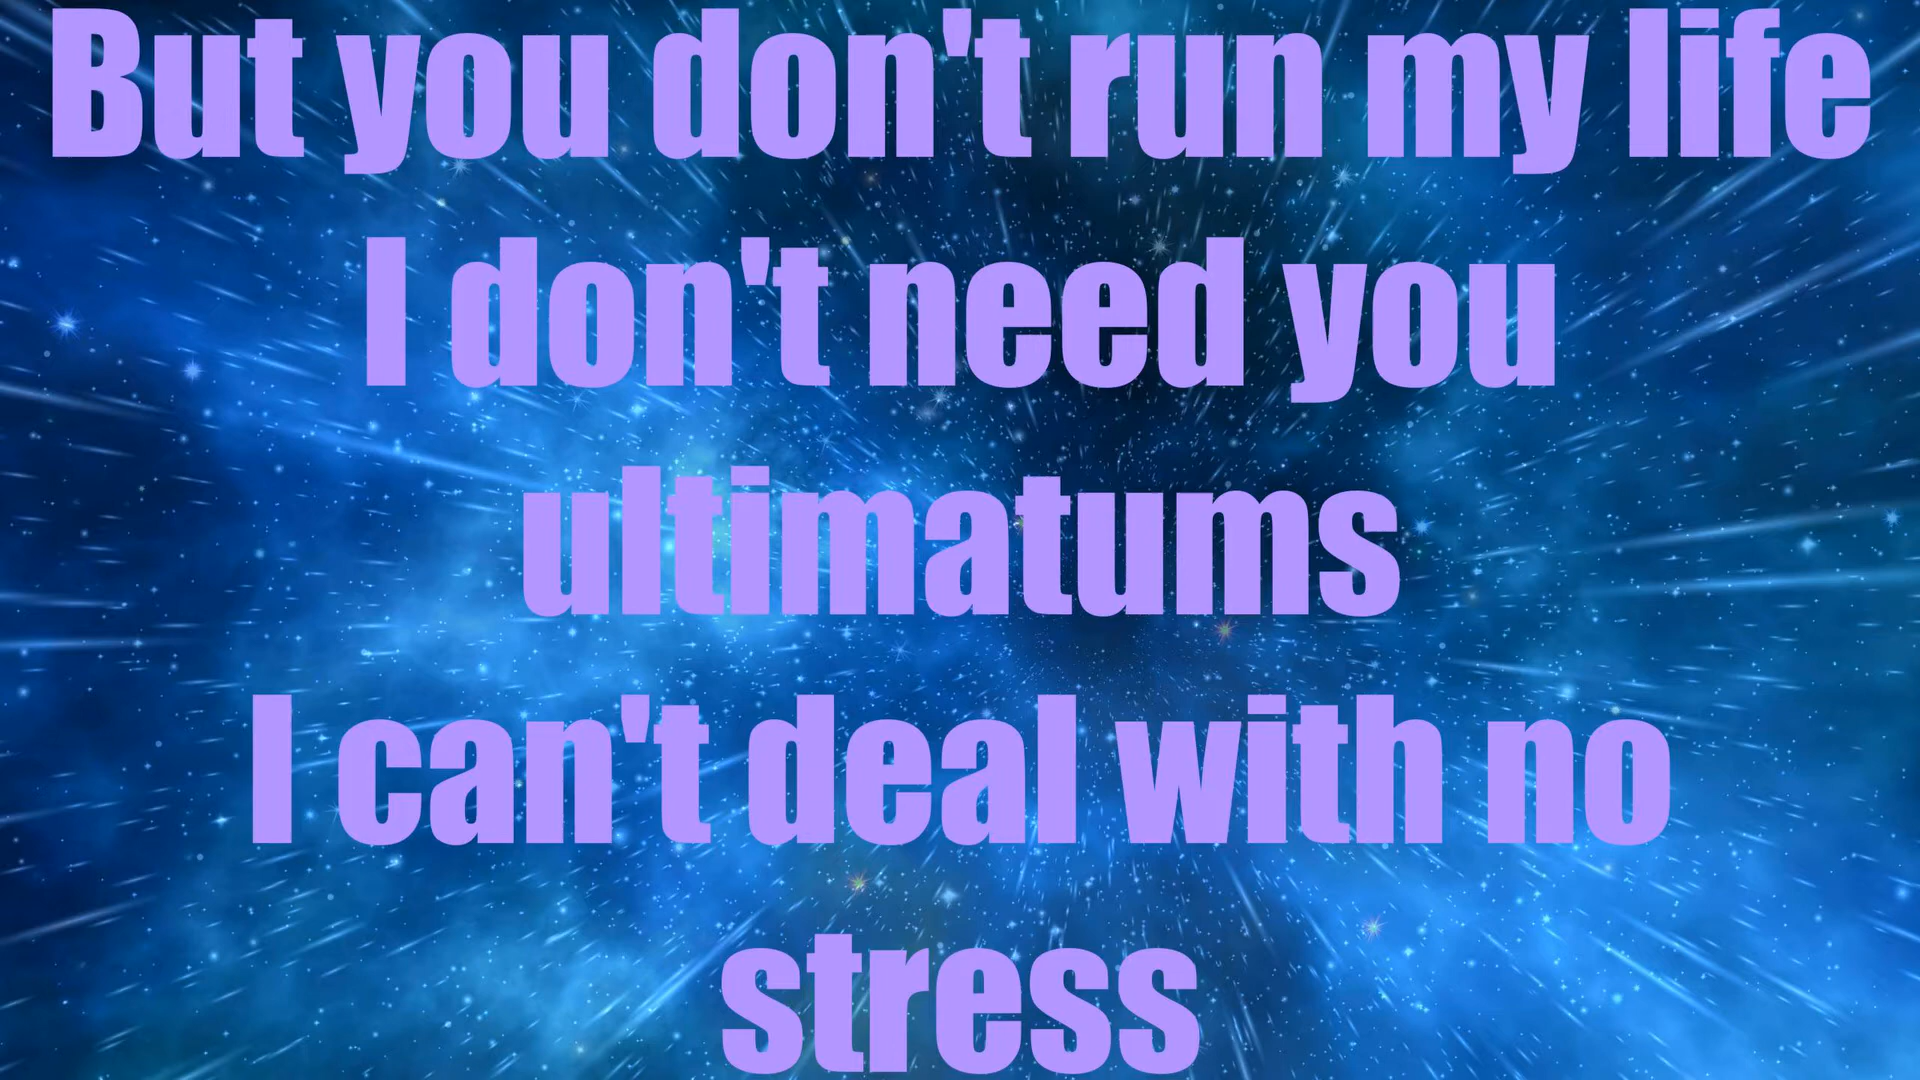 But you don't run my life
I don't need you
ultimatums
I can't deal with no
stress